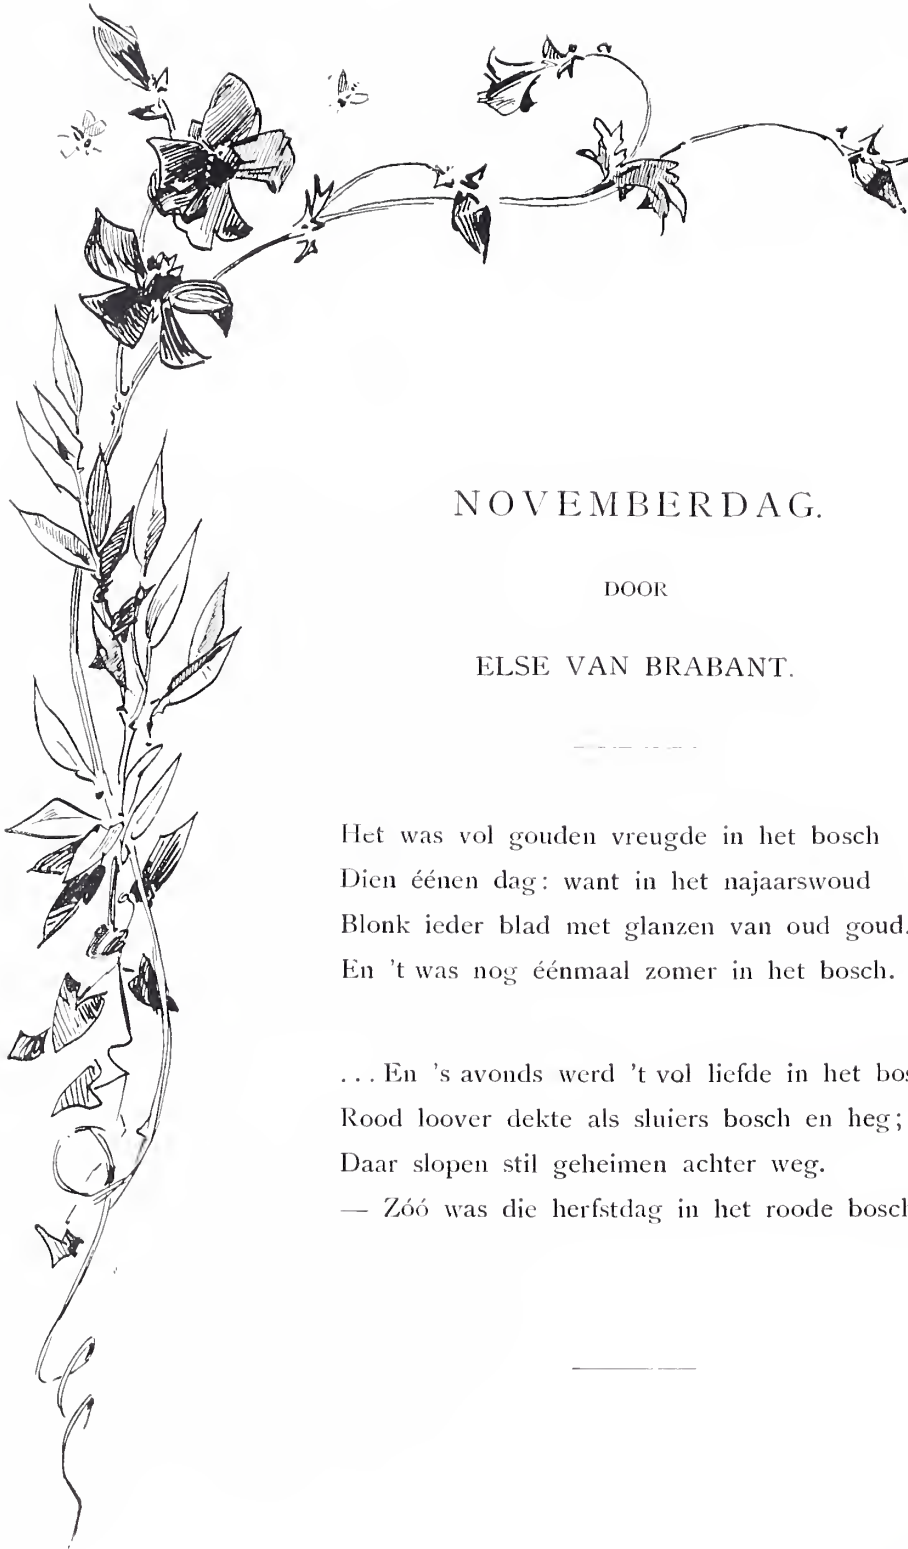 NOVEMBERDAG.
DOOR
ELSE VAN BRABANT.
Het was vol gouden vreugde in het bosch
Dien éénen dag: want in het najaarswoud
Blonk ieder blad met glanzen van oud goud.
En 't was nog éénmaal zomer in het bosch.
... En 's avonds werd 't vol liefde in het
Rood loover dekte als sluiers bosch en heg;
Daar slopen stil geheimen achter weg.
— Zóó was die herfstdag in het roode bosch